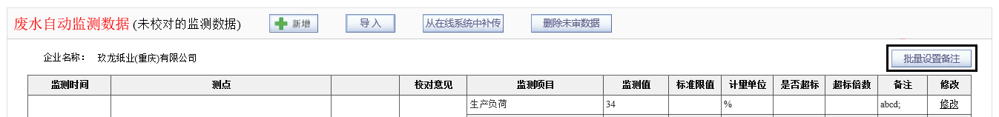 废水自动监测数据 (未校对的监测数据) 新增 导入 从在线系统中补传 删除未审数据
企业名称： 玖龙纸业(重庆)有限公司 批量设置备注
监测时间 测点 校对意见 监测项目 监测值 标准限值 计量单位 是否超标 超标倍数 备注 修改
生产负荷 34 % abcd; 修改